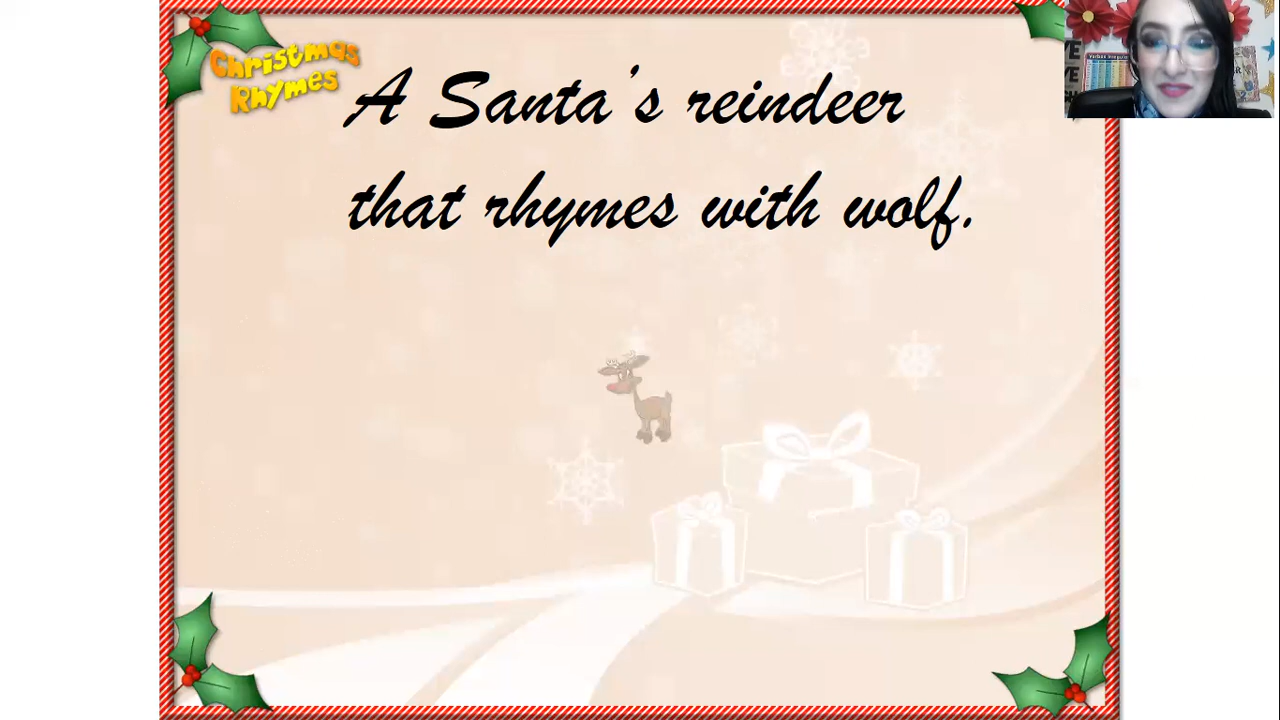 Christmas
Rhymes
A Santa's reindeer
that rhymes with wolf.